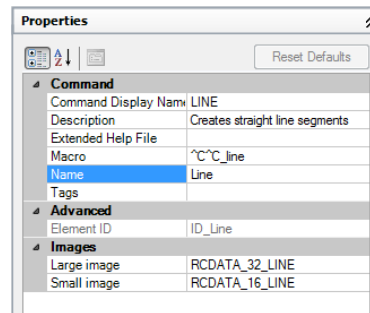 Properties
Reset Defaults
Command
Command Display Name LINE
Description Creates straight line segments
Extended Help File
Macro ^C^C_line
Name Line
Tags
Advanced
Element ID ID_Line
Images
Large image RCDATA_32_LINE
Small image RCDATA_16_LINE